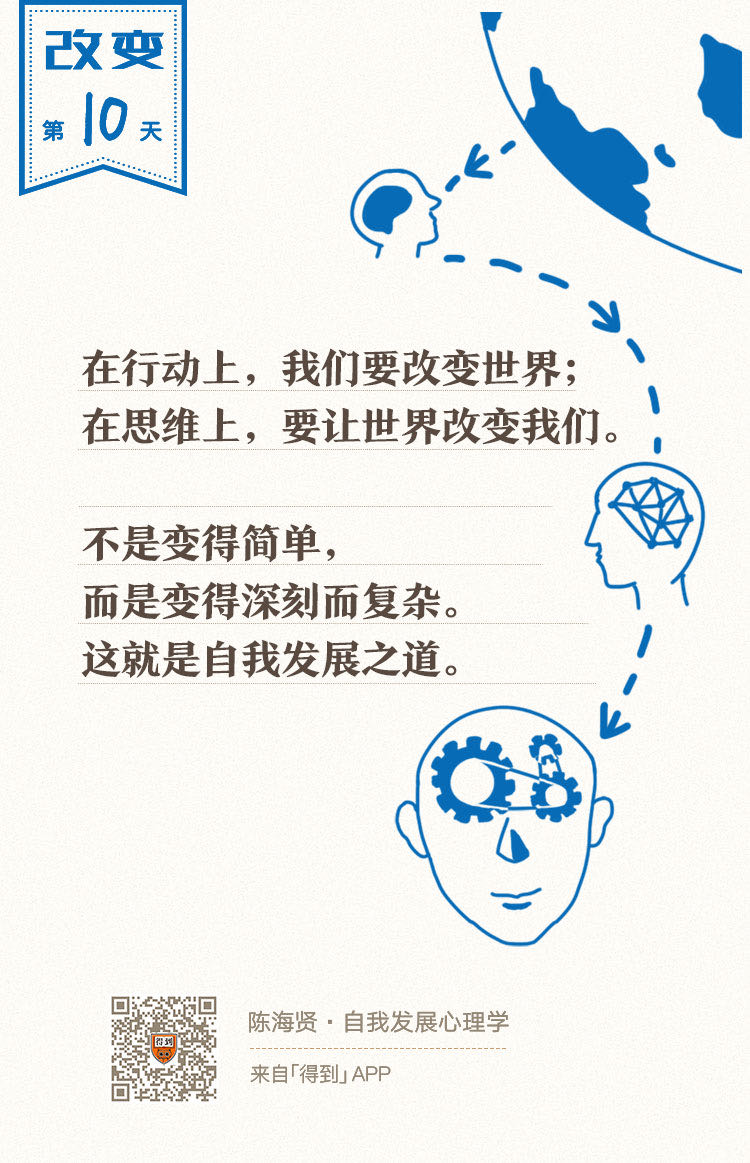 改变
第10天
在行动上，我们要改变世界；
在思维上，要让世界改变我们。
不是变得简单，
而是变得深刻而复杂。
这就是自我发展之道。
得到
陈海贤·自我发展心理学
来自「得到」APP